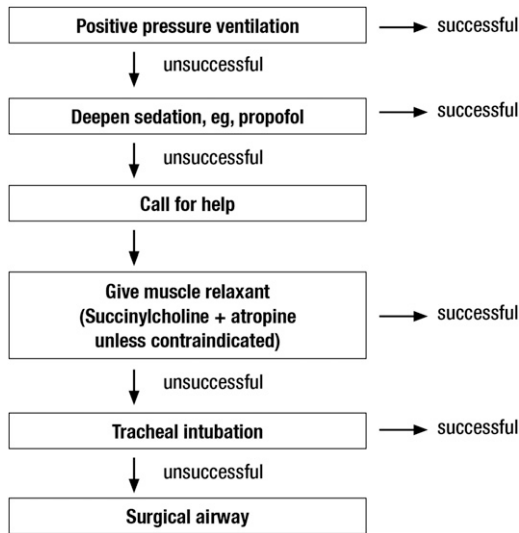 Positive pressure ventilation
successful
unsuccessful
Deepen sedation, eg, propofol
successful
unsuccessful
Call for help
Give muscle relaxant
(Succinylcholine + atropine
unless contraindicated)
successful
unsuccessful
Tracheal intubation
successful
unsuccessful
Surgical airway